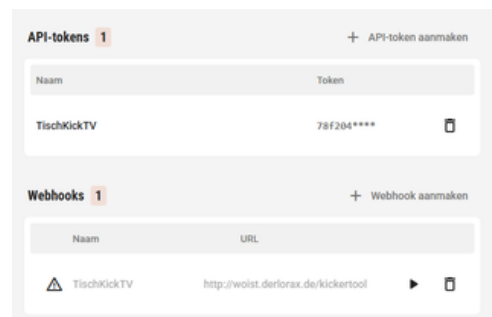 API-tokens 1 + API-token aanmaken
Naam Token
TischKickTV 78f204****
Webhooks 1 + Webhook aanmaken
Naam URL
TischKickTV http://woist.derlorax.de/kickertool